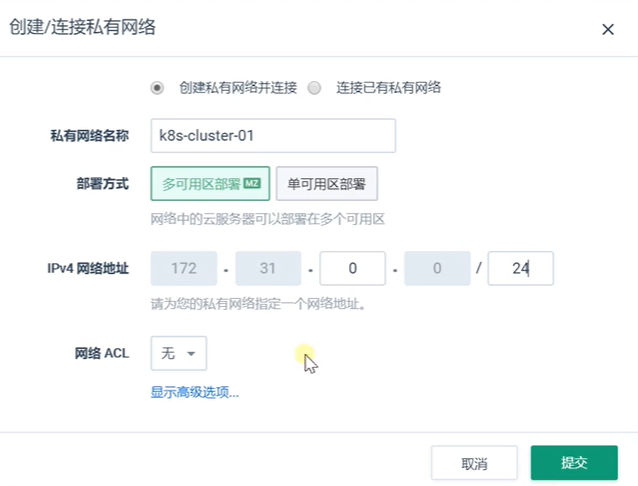 创建/连接私有网络
创建私有网络并连接 连接已有私有网络
私有网络名称 k8s-cluster-01
部署方式 多可用区部署 MZ 单可用区部署
网络中的云服务器可以部署在多个可用区
IPv4 网络地址 172 . 31 . 0 . 0 / 24
请为您的私有网络指定一个网络地址。
网络 ACL 无
显示高级选项...
取消 提交